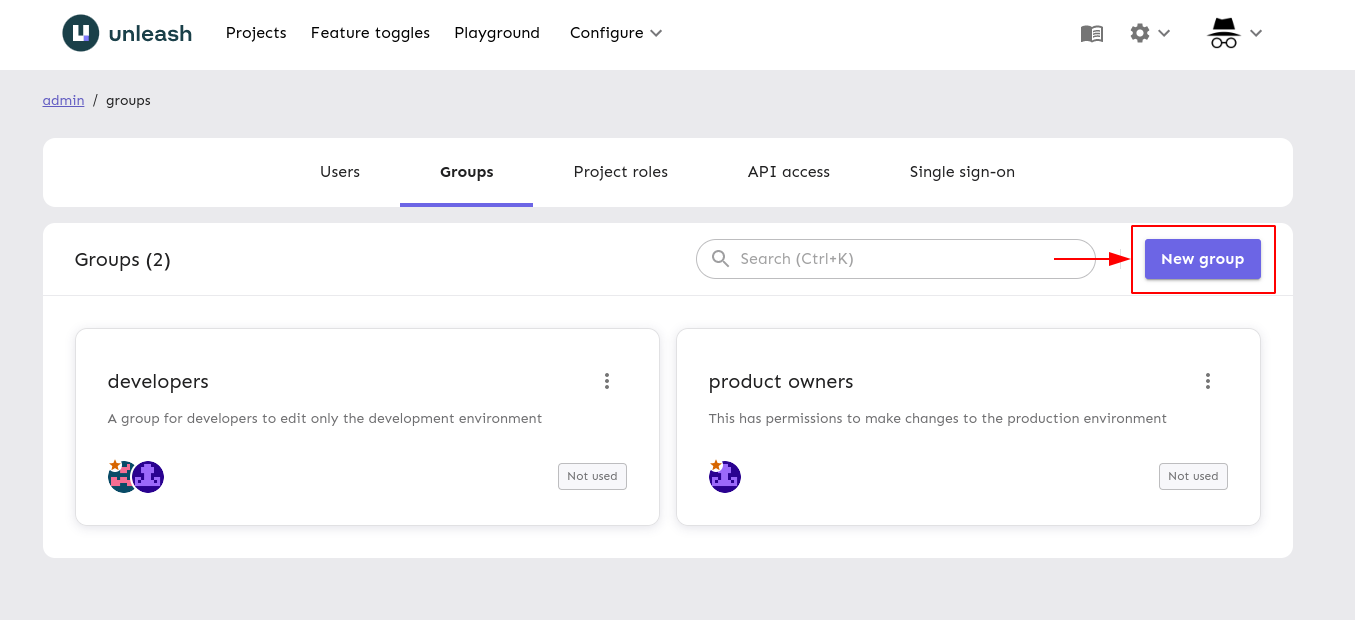 unleash Projects Feature toggles Playground Configure
admin / groups
Users Groups Project roles API access Single sign-on
Groups (2) Search (Ctrl+K) New group
developers
A group for developers to edit only the development environment
Not used
product owners
This has permissions to make changes to the production environment
Not used